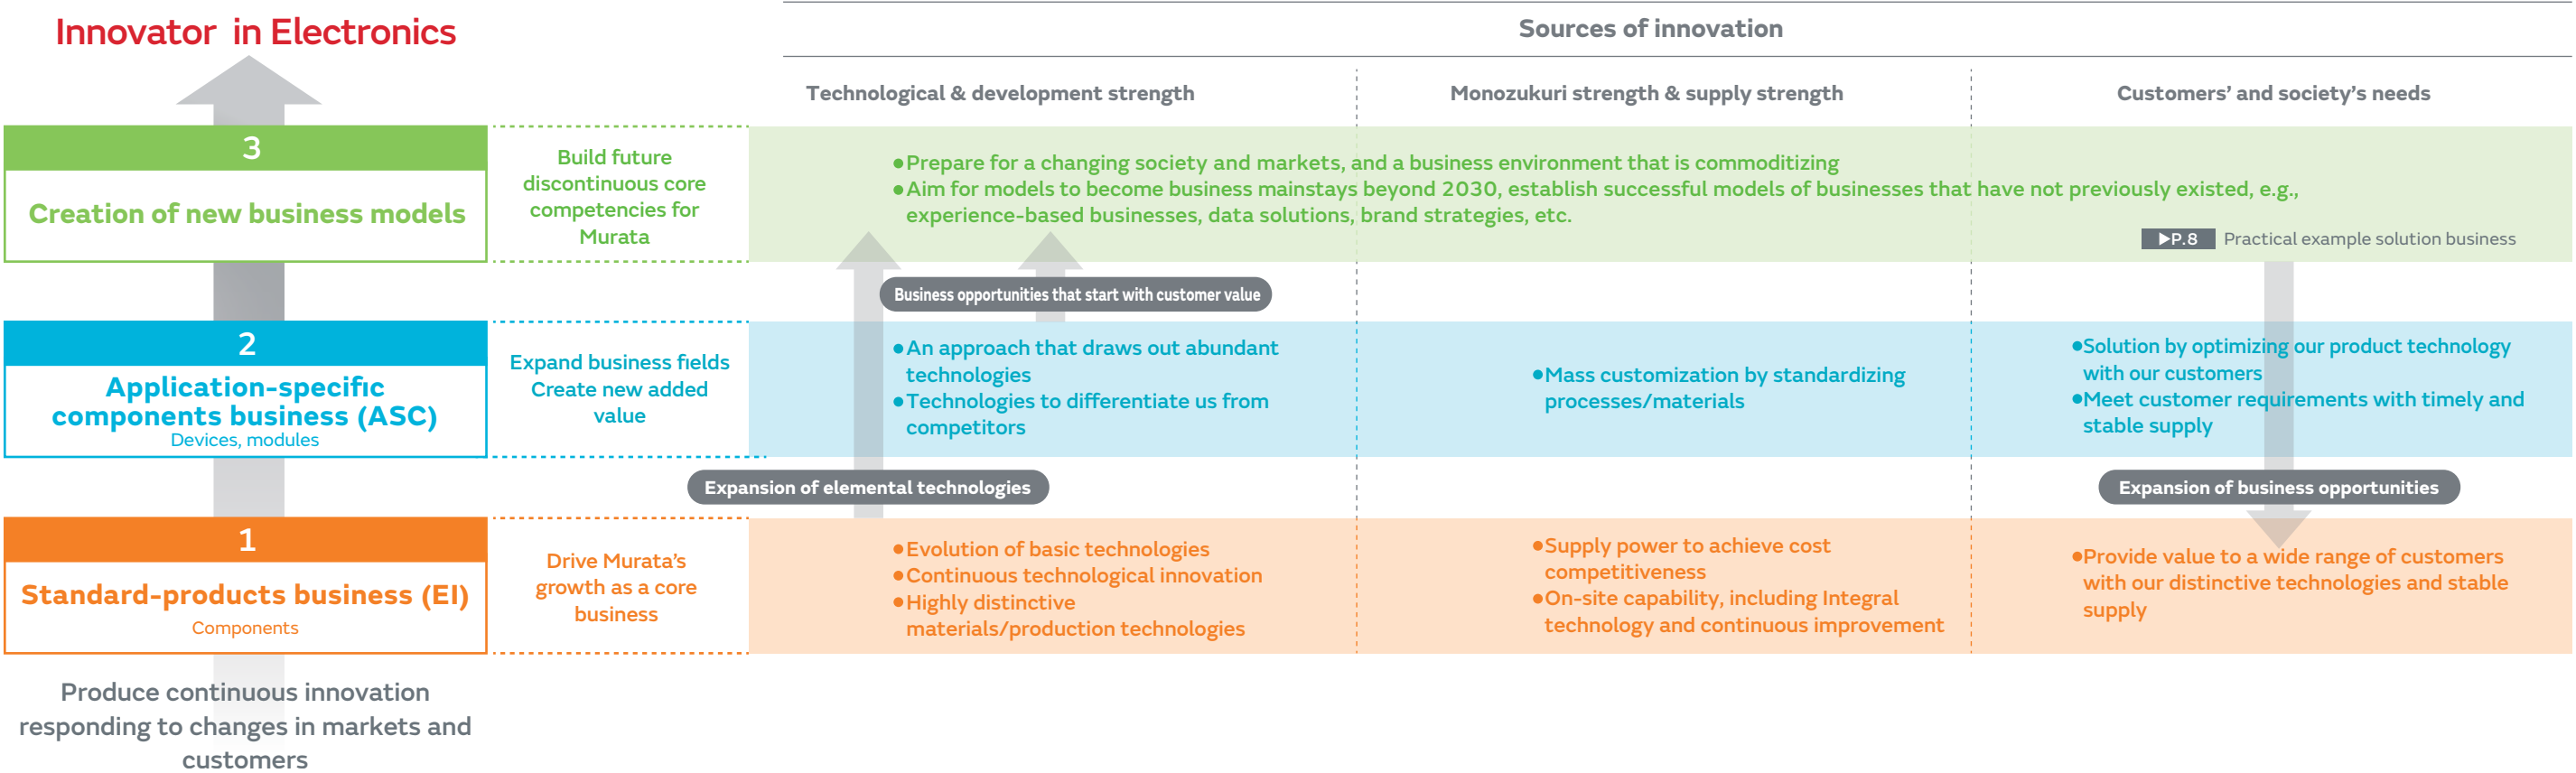 Innovator in Electronics
Sources of innovation
Technological & development strength
Monozukuri strength & supply strength
Customers’ and society’s needs
3
Creation of new business models
Build future
discontinuous core
competencies for
Murata
●Prepare for a changing society and markets, and a business environment that is commoditizing
●Aim for models to become business mainstays beyond 2030, establish successful models of businesses that have not previously existed, e.g.,
experience-based businesses, data solutions, brand strategies, etc.
▶P.8 Practical example solution business
Business opportunities that start with customer value
2
Application-specific
components business (ASC)
Devices, modules
Expand business fields
Create new added
value
●An approach that draws out abundant
technologies
●Technologies to differentiate us from
competitors
●Mass customization by standardizing
processes/materials
●Solution by optimizing our product technology
with our customers
●Meet customer requirements with timely and
stable supply
Expansion of elemental technologies
Expansion of business opportunities
1
Standard-products business (EI)
Components
Drive Murata’s
growth as a core
business
●Evolution of basic technologies
●Continuous technological innovation
●Highly distinctive
materials/production technologies
●Supply power to achieve cost
competitiveness
●On-site capability, including Integral
technology and continuous improvement
●Provide value to a wide range of customers
with our distinctive technologies and stable
supply
Produce continuous innovation
responding to changes in markets and
customers